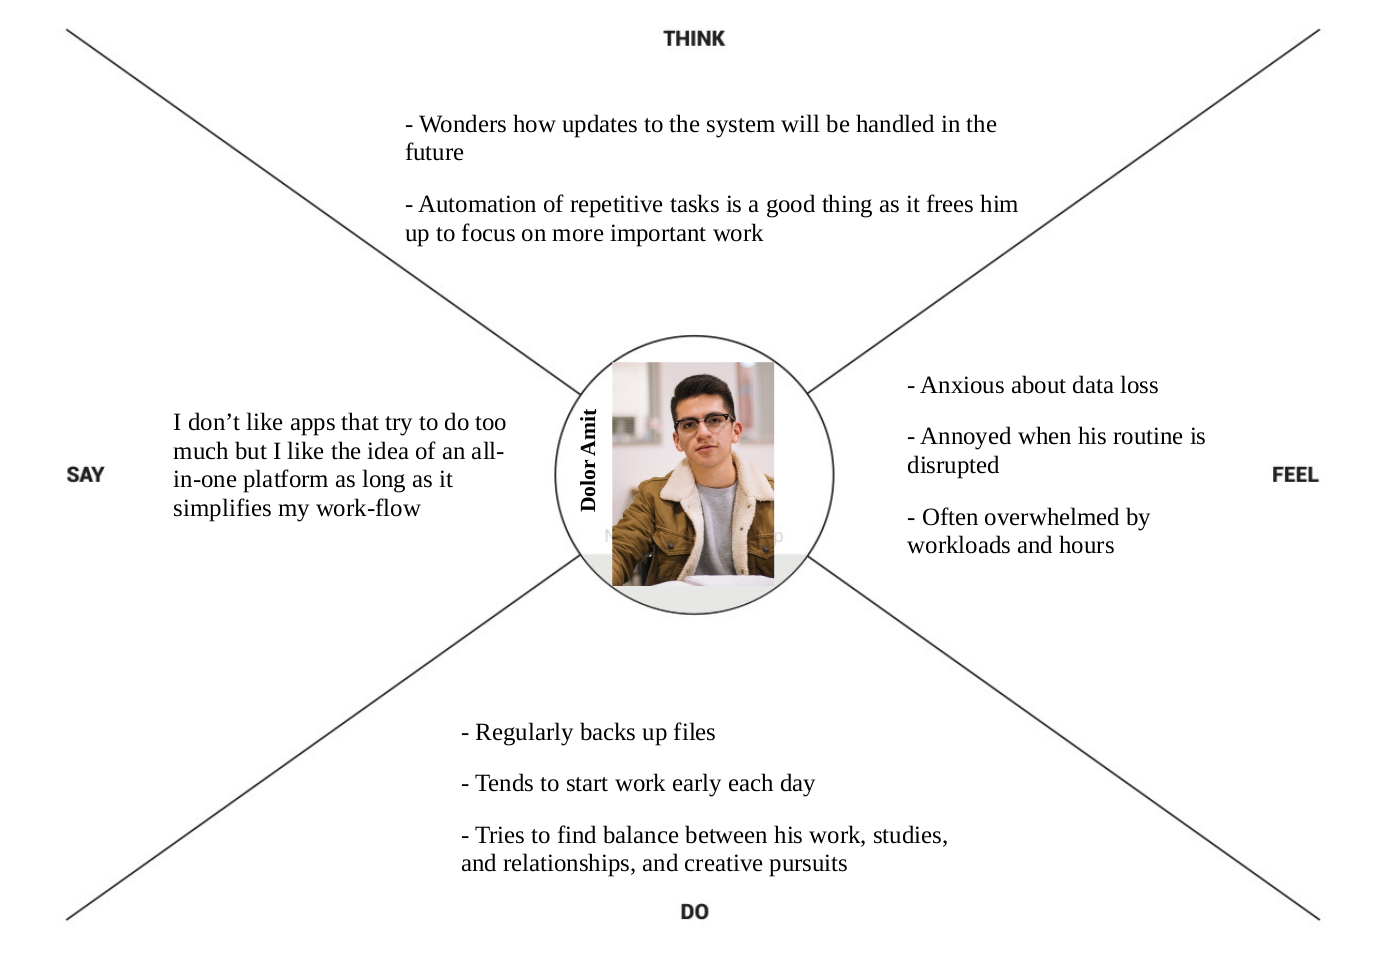 THINK
- Wonders how updates to the system will be handled in the
future
- Automation of repetitive tasks is a good thing as it frees him
up to focus on more important work
SAY
I don’t like apps that try to do too
much but I like the idea of an all-
in-one platform as long as it
simplifies my work-flow
Dolor Amit
- Anxious about data loss
- Annoyed when his routine is
disrupted
- Often overwhelmed by
workloads and hours
FEEL
- Regularly backs up files
- Tends to start work early each day
- Tries to find balance between his work, studies,
and relationships, and creative pursuits
DO